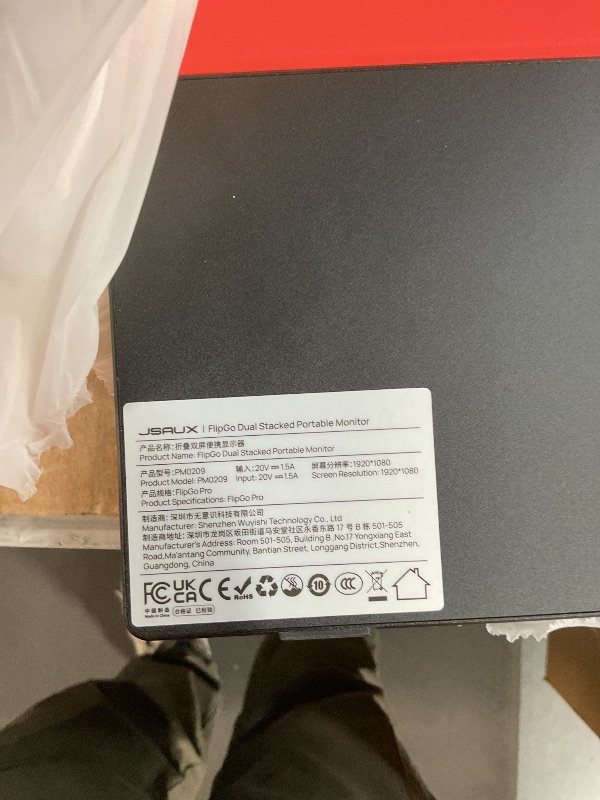 JSAUX | FlipGo Dual Stacked Portable Monitor
产品名称: 折叠双屏便携显示器
Product Name: FlipGo Dual Stacked Portable Monitor
产品型号: PM0209 输入: 20V⎓1.5A 屏幕分辨率: 1920*1080
Product Model: PM0209 Input: 20V⎓1.5A Screen Resolution: 1920*1080
产品规格: FlipGo Pro
Product Specifications: FlipGo Pro
制造商: 深圳市无意识科技有限公司
Manufacturer: Shenzhen Wuyishi Technology Co., Ltd
制造商地址: 深圳市龙岗区坂田街道马安堂社区永香东路 17 号 B 栋 501-505
Manufacturer's Address: Room 501-505, Building B ,No.17 Yongxiang East
Road,Ma'antang Community, Bantian Street, Longgang District,Shenzhen,
Guangdong, China
FC UK CA CE RoHS 10 CCC
中国制造 合格证 已检验
Made in China